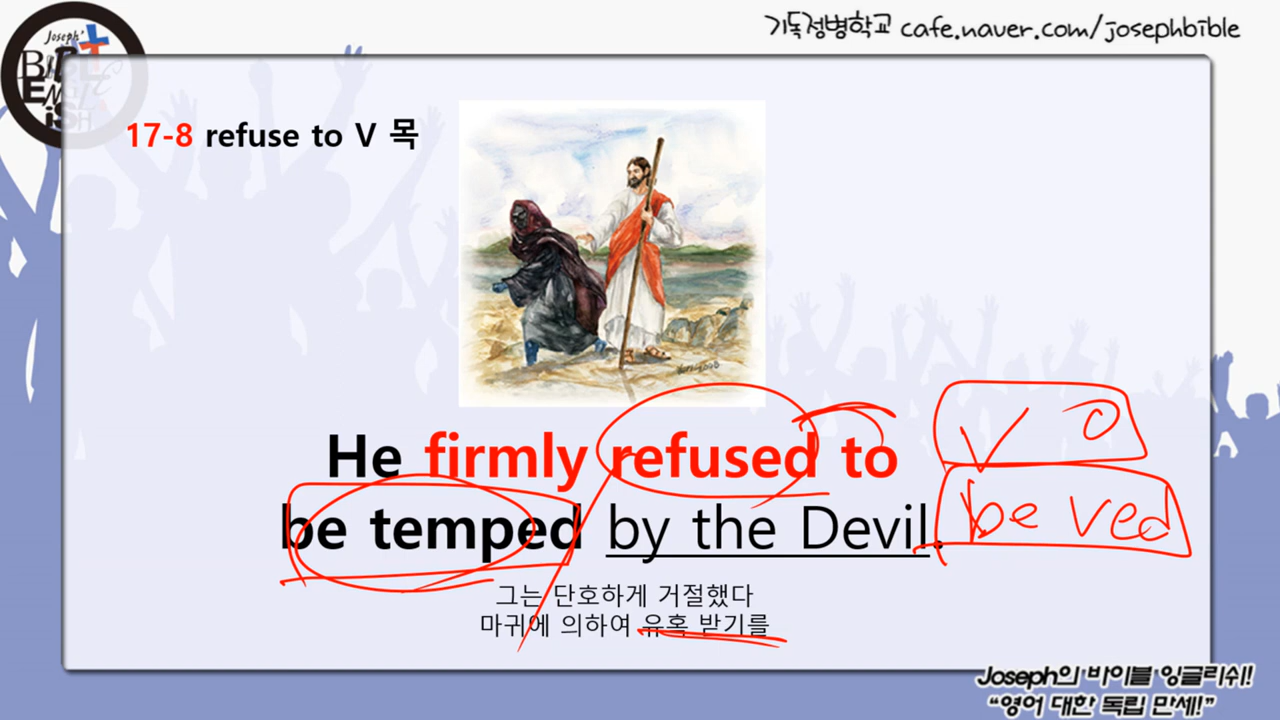 Joseph'
BIBLE
ENGLISH
기독정병학교 cafe.naver.com/josephbible
17-8 refuse to V 목
He firmly refused to
be temped by the Devil.
V O
be ved
그는 단호하게 거절했다
마귀에 의하여 유혹 받기를
Joseph의 바이블 잉글리쉬!
“영어 대한 독립 만세!”